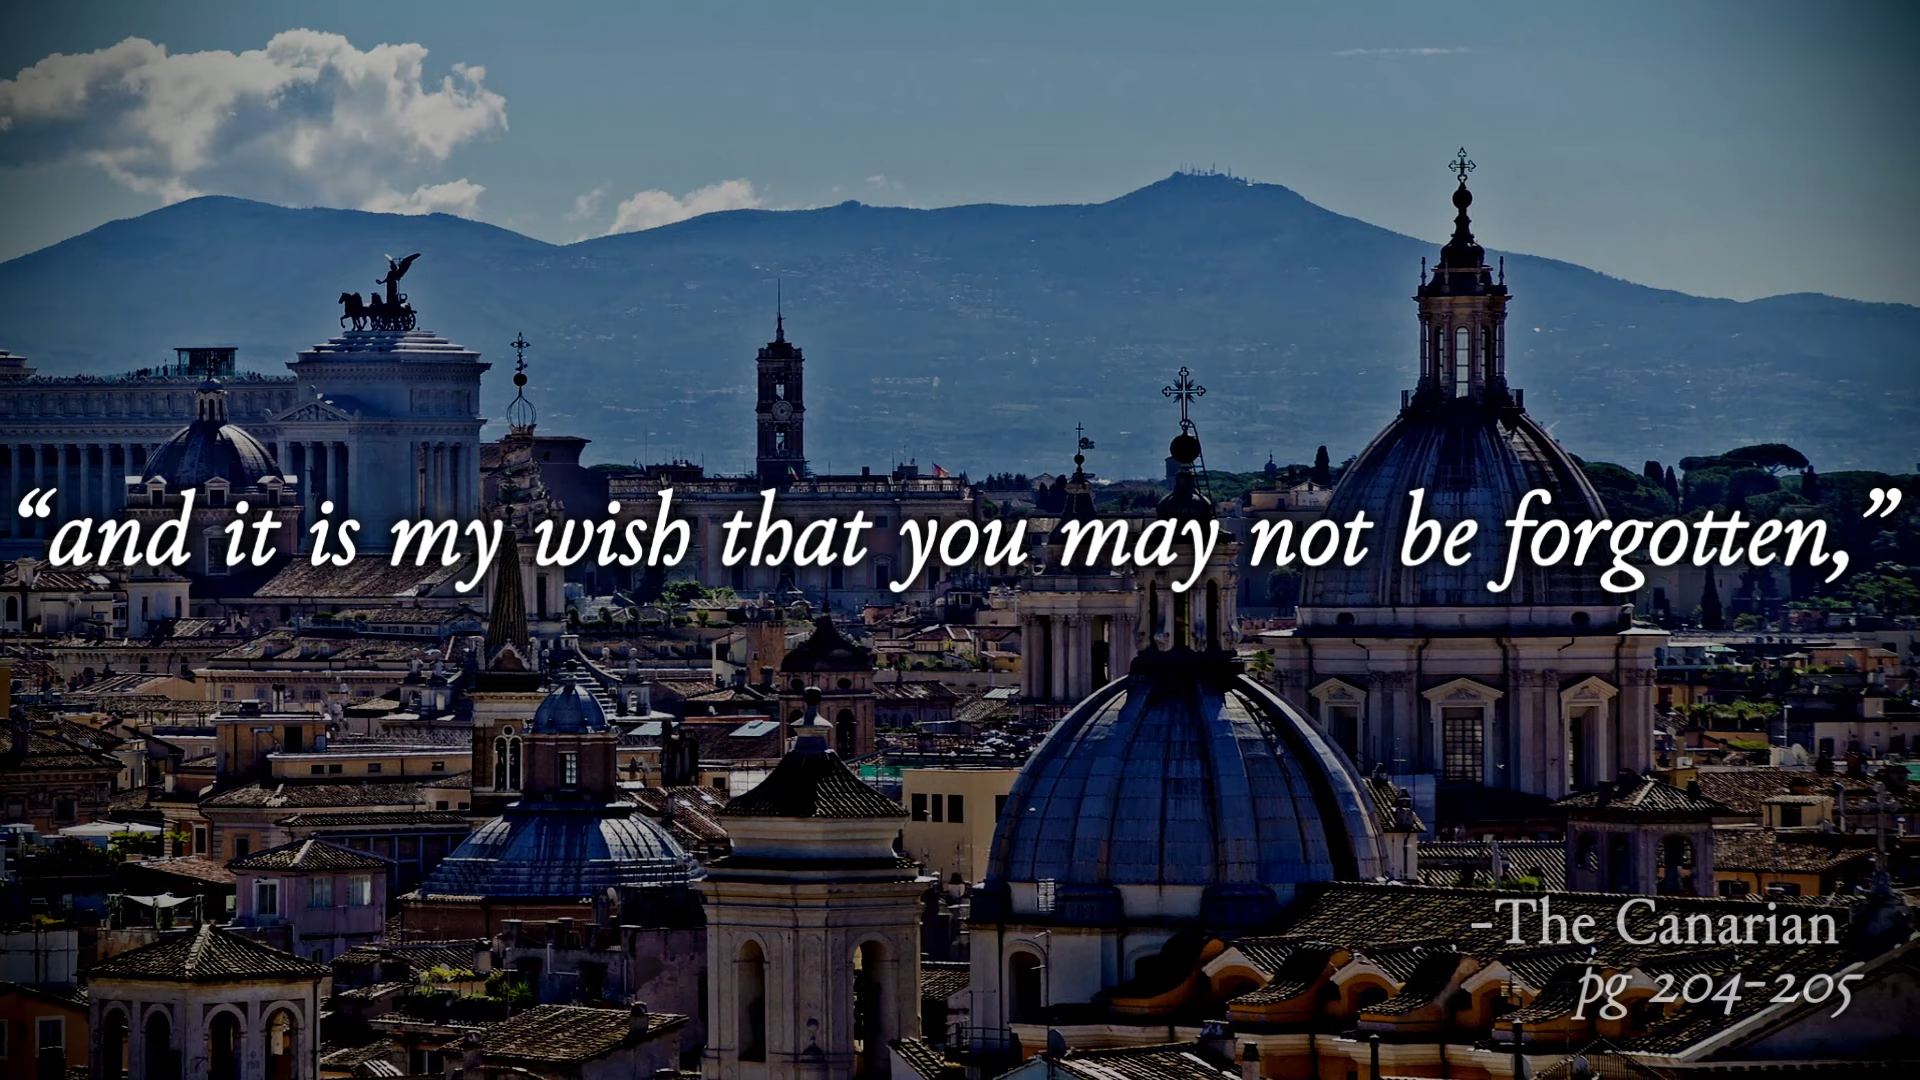 “and it is my wish that you may not be forgotten,”
-The Canarian
pg 204-205